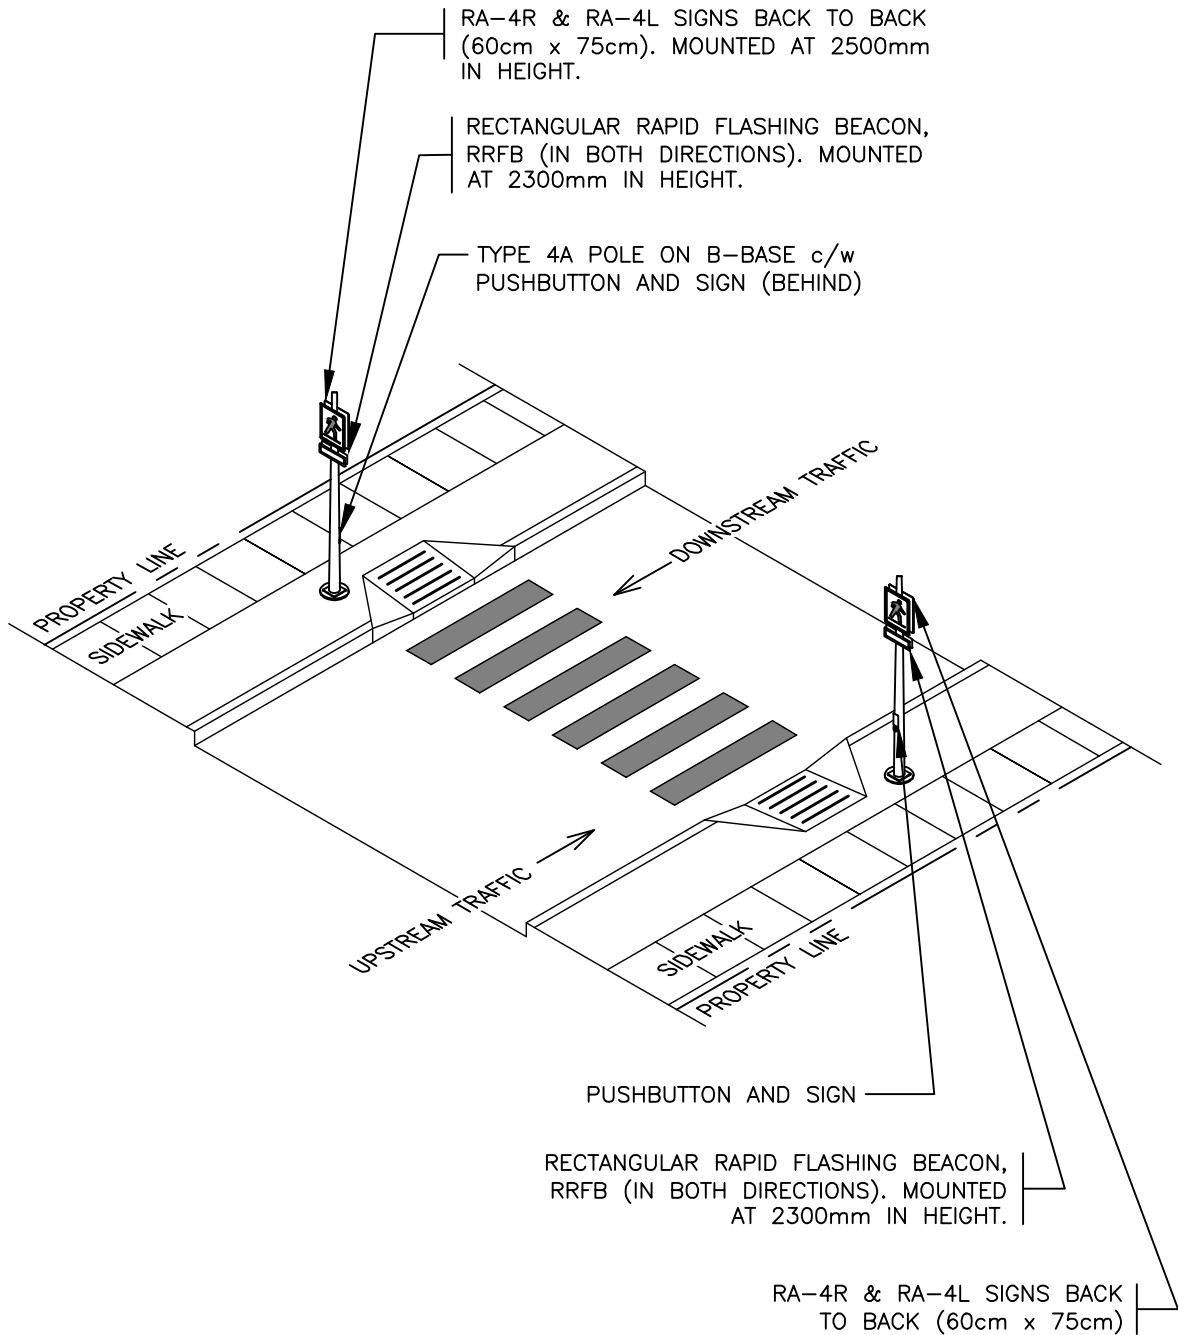 RA-4R & RA-4L SIGNS BACK TO BACK
(60cm x 75cm). MOUNTED AT 2500mm
IN HEIGHT.
RECTANGULAR RAPID FLASHING BEACON,
RRFB (IN BOTH DIRECTIONS). MOUNTED
AT 2300mm IN HEIGHT.
TYPE 4A POLE ON B-BASE c/w
PUSHBUTTON AND SIGN (BEHIND)
DOWNSTREAM TRAFFIC
PROPERTY LINE
SIDEWALK
UPSTREAM TRAFFIC
SIDEWALK
PROPERTY LINE
PUSHBUTTON AND SIGN
RECTANGULAR RAPID FLASHING BEACON,
RRFB (IN BOTH DIRECTIONS). MOUNTED
AT 2300mm IN HEIGHT.
RA-4R & RA-4L SIGNS BACK
TO BACK (60cm x 75cm)